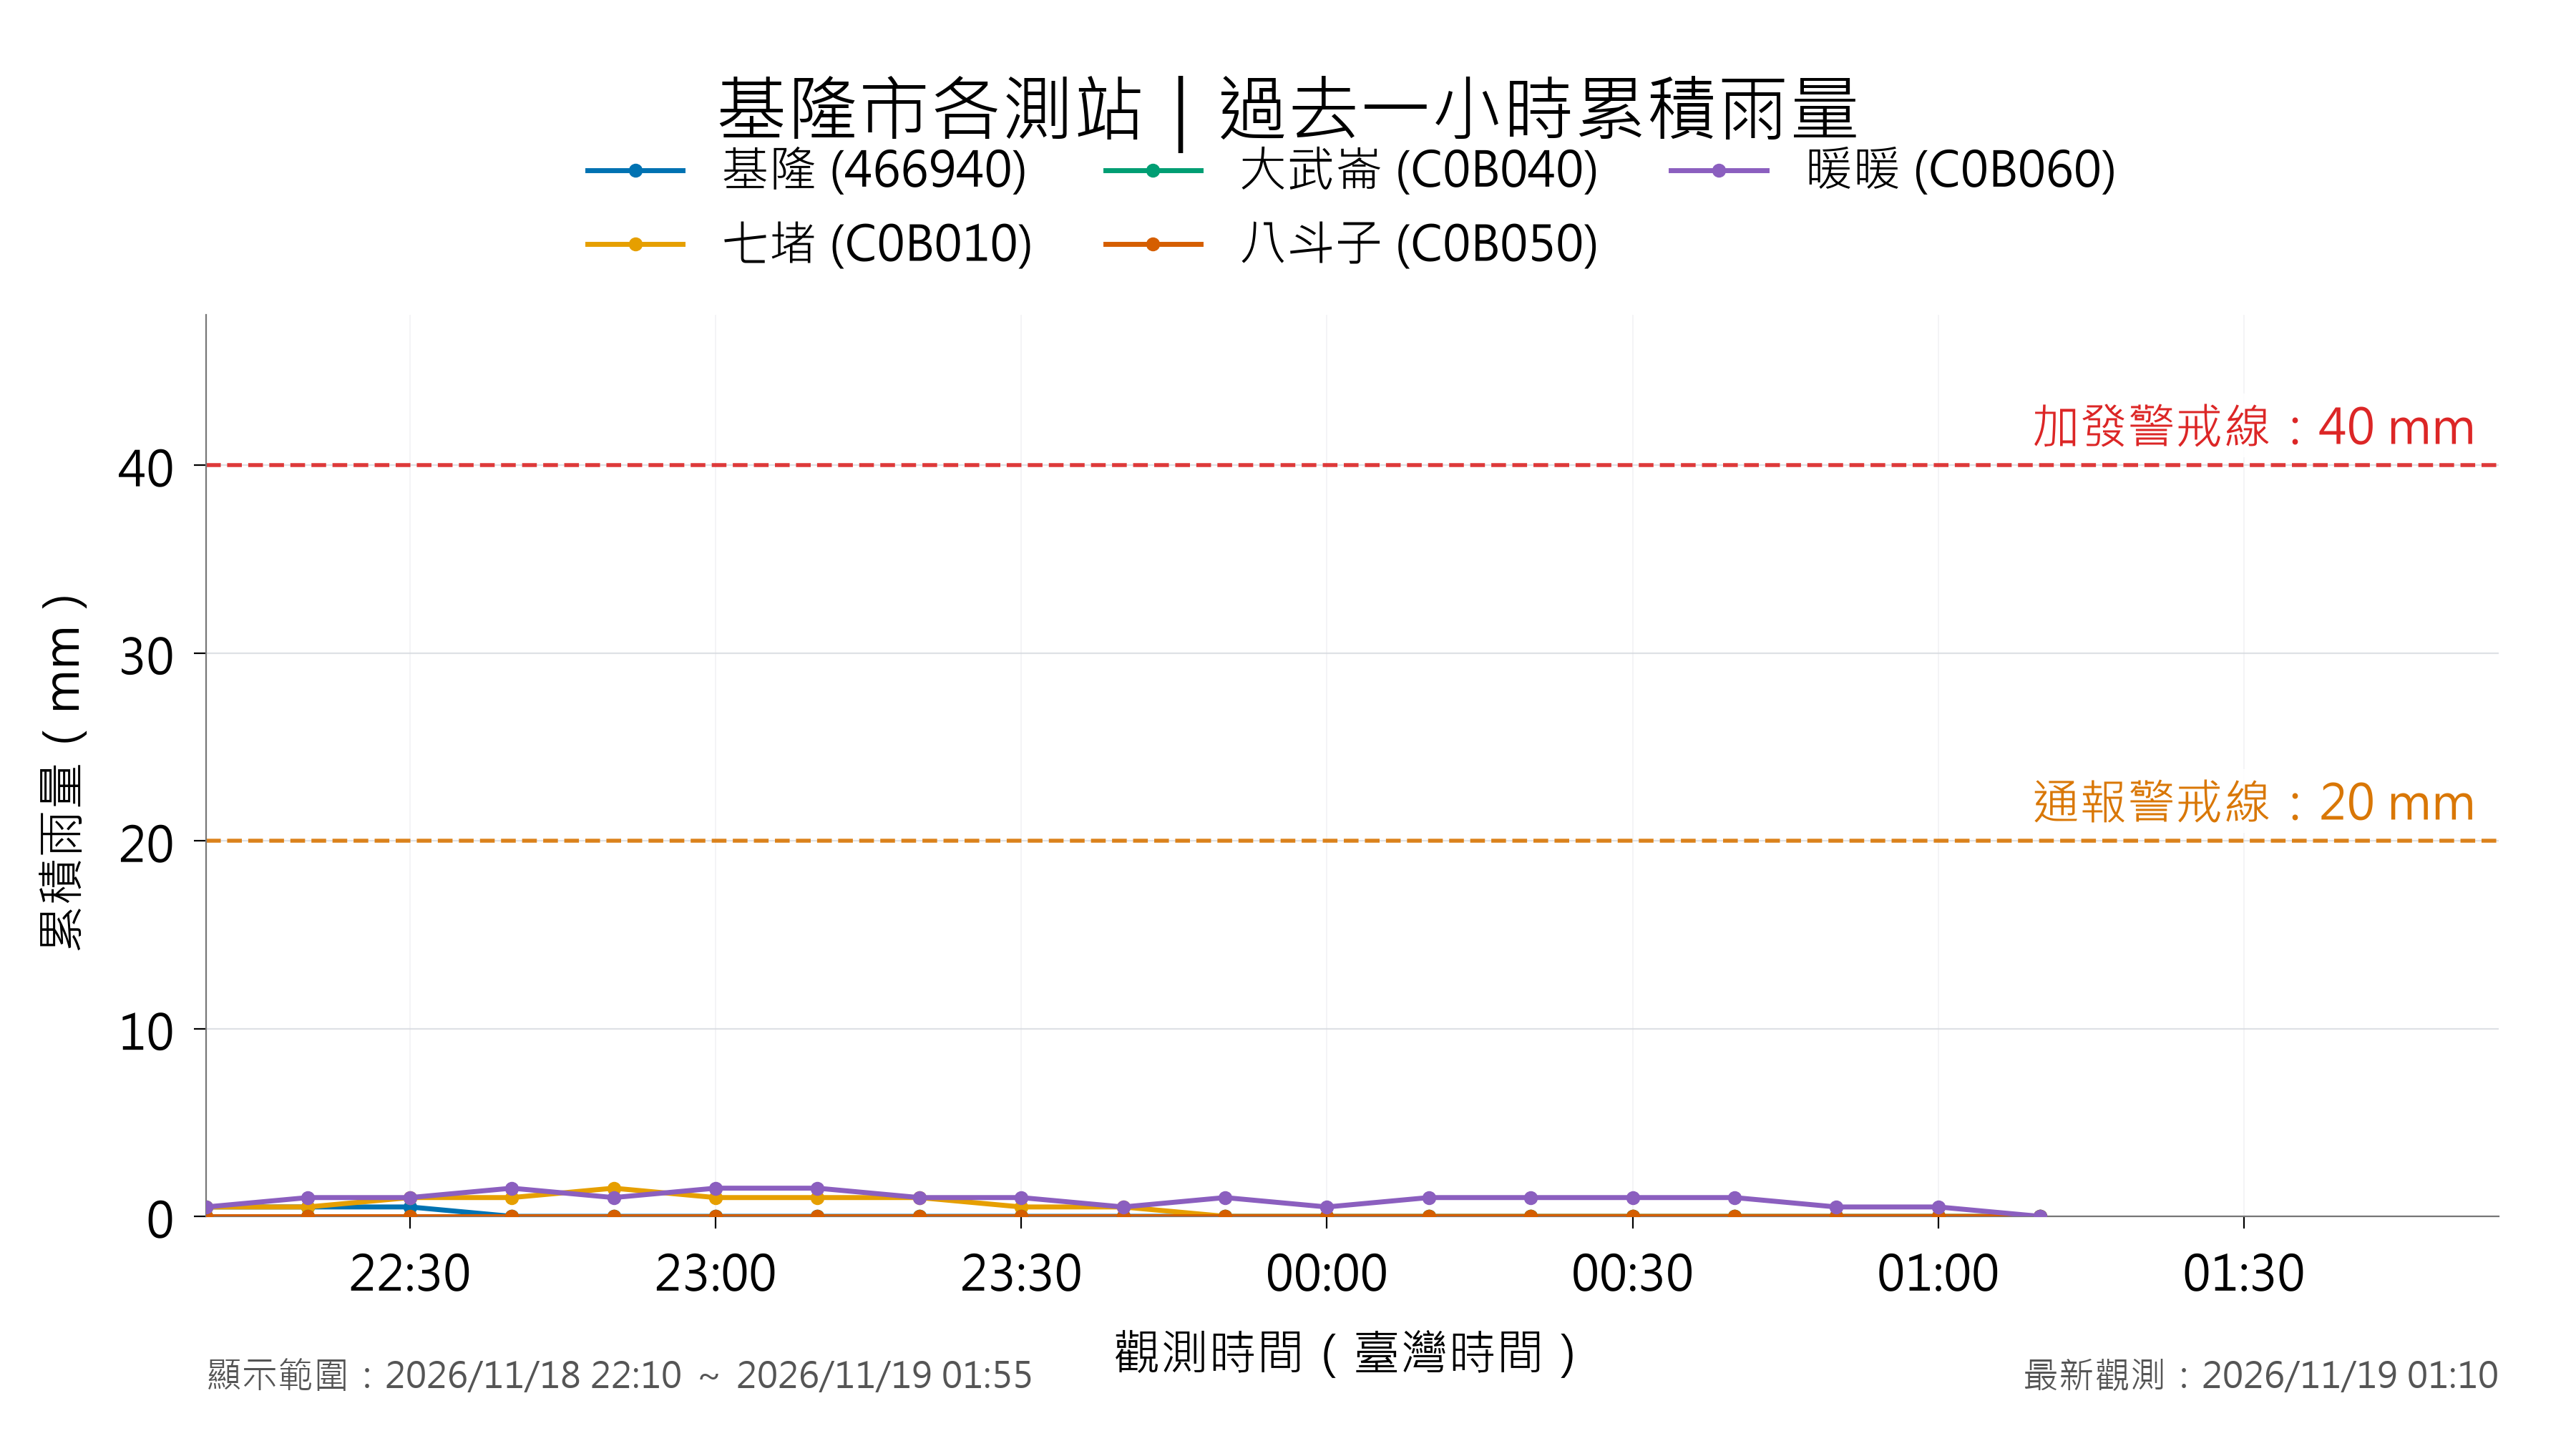 基隆市各測站｜過去一小時累積雨量
基隆 (466940)
七堵 (C0B010)
大武崙 (C0B040)
八斗子 (C0B050)
暖暖 (C0B060)
累積雨量（mm）
40
30
20
10
0
加發警戒線：40 mm
通報警戒線：20 mm
22:30 23:00 23:30 00:00 00:30 01:00 01:30
觀測時間（臺灣時間）
顯示範圍：2026/11/18 22:10 ~ 2026/11/19 01:55
最新觀測：2026/11/19 01:10